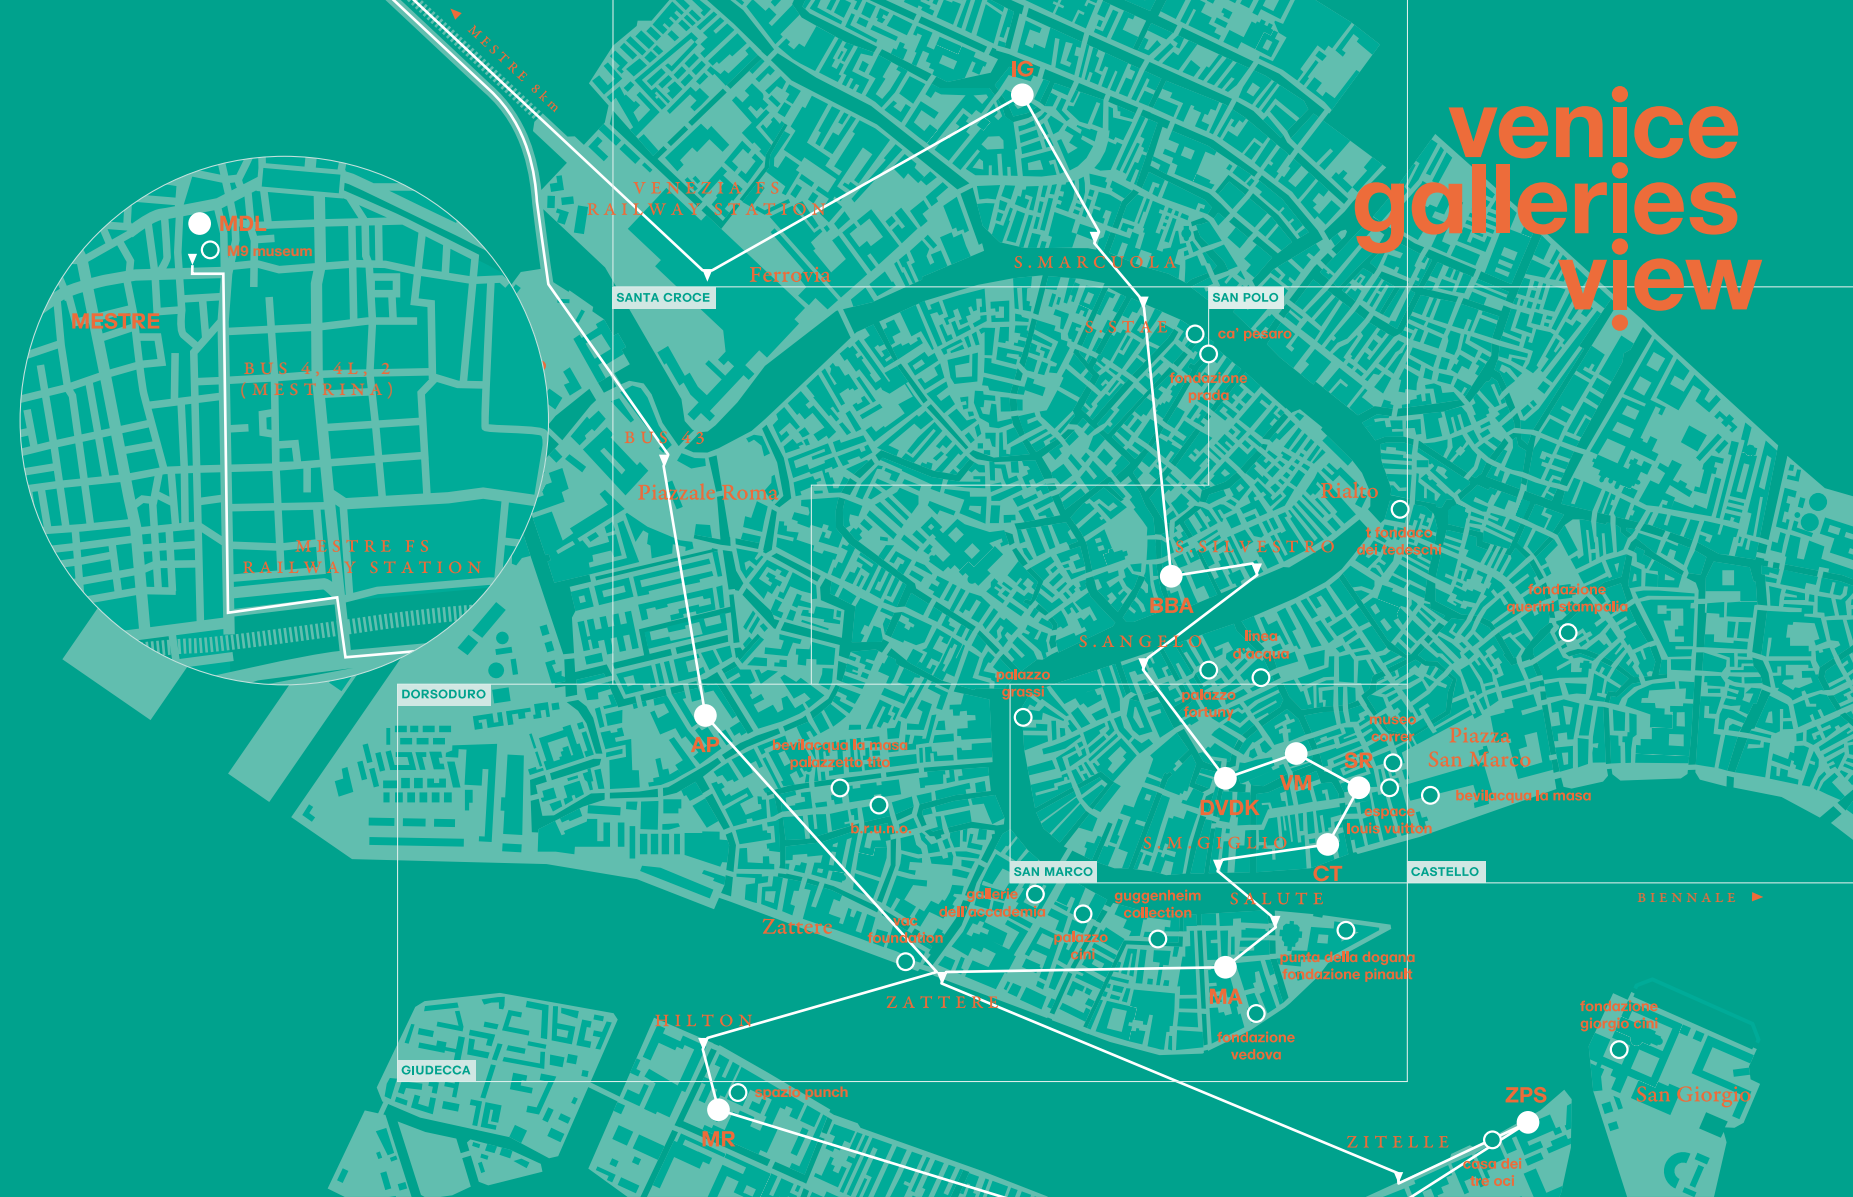 MESTRE 8km
IG
venice
galleries
view
VENEZIA FS
RAILWAY STATION
MDL
M9 museum
S.MARCUOLA
Ferrovia
SANTA CROCE
SAN POLO
MESTRE
S.STAE
ca' pesaro
BUS 4, 4L, 2
(MESTRINA)
fondazione
prada
BUS 43
Piazzale Roma
Rialto
t fondaco
dei tedeschi
MESTRE FS
RAILWAY STATION
S.SILVESTRO
BBA
fondazione
querini stampalia
S.ANGELO
linea
d'acqua
palazzo
grassi
DORSODURO
palazzo
fortuny
museo
correr
AP
bevilacqua la masa
palazzetto tito
Piazza
San Marco
SR
VM
bevilacqua la masa
DVDK
espace
louis vuitton
b.r.u.n.o.
S.M.GIGLIO
SAN MARCO
CT
CASTELLO
gallerie
dell'accademia
guggenheim
collection
SALUTE
BIENNALE
Zattere
vac
foundation
palazzo
cini
punta della dogana
fondazione pinault
MA
ZATTERE
HILTON
fondazione
giorgio cini
fondazione
vedova
GIUDECCA
spazio punch
ZPS
San Giorgio
MR
ZITELLE
casa dei
tre oci